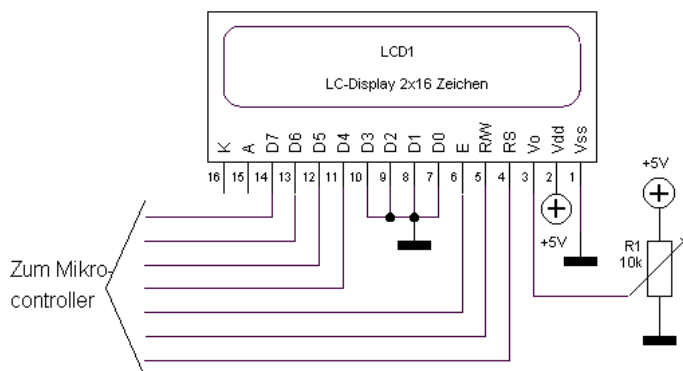 LCD1
LC-Display 2x16 Zeichen
K A D7 D6 D5 D4 D3 D2 D1 D0 E R/W RS Vo Vdd Vss
16 15 14 13 12 11 10 9 8 7 6 5 4 3 2 1
+5V
+5V
R1
10k
Zum Mikro-
controller